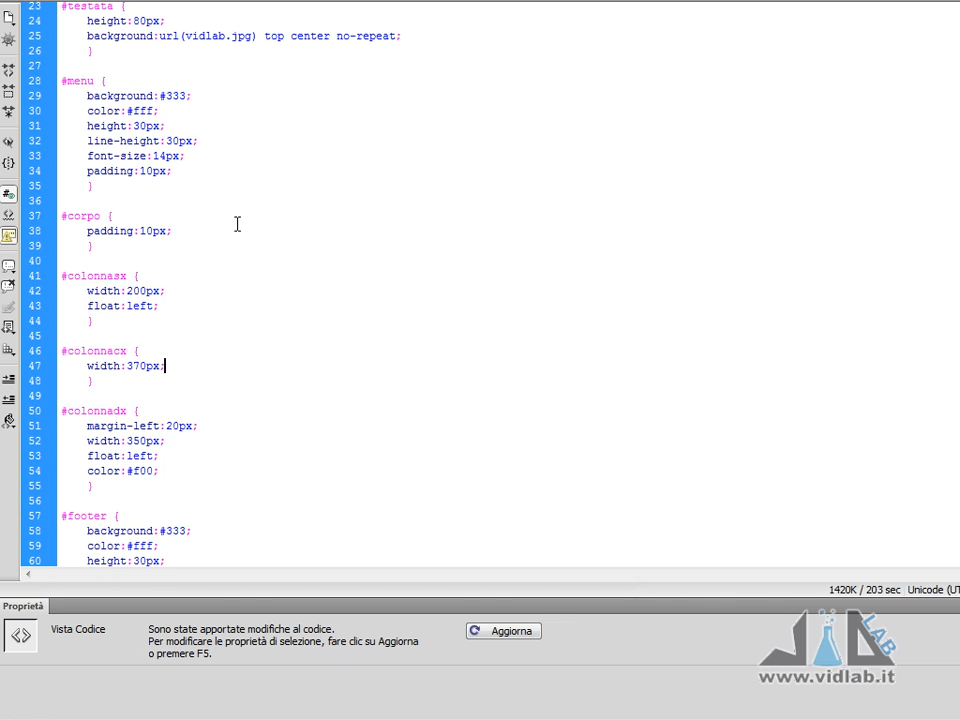 23 #testata {
24 height:80px;
25 background:url(vidlab.jpg) top center no-repeat;
26 }
27
28 #menu {
29 background:#333;
30 color:#fff;
31 height:30px;
32 line-height:30px;
33 font-size:14px;
34 padding:10px;
35 }
36
37 #corpo {
38 padding:10px;
39 }
40
41 #colonnasx {
42 width:200px;
43 float:left;
44 }
45
46 #colonnacx {
47 width:370px;
48 }
49
50 #colonnadx {
51 margin-left:20px;
52 width:350px;
53 float:left;
54 color:#f00;
55 }
56
57 #footer {
58 background:#333;
59 color:#fff;
60 height:30px;
1420K / 203 sec Unicode (UT
Proprietà
Vista Codice
Sono state apportate modifiche al codice.
Per modificare le proprietà di selezione, fare clic su Aggiorna
o premere F5.
Aggiorna
LAB
www.vidlab.it